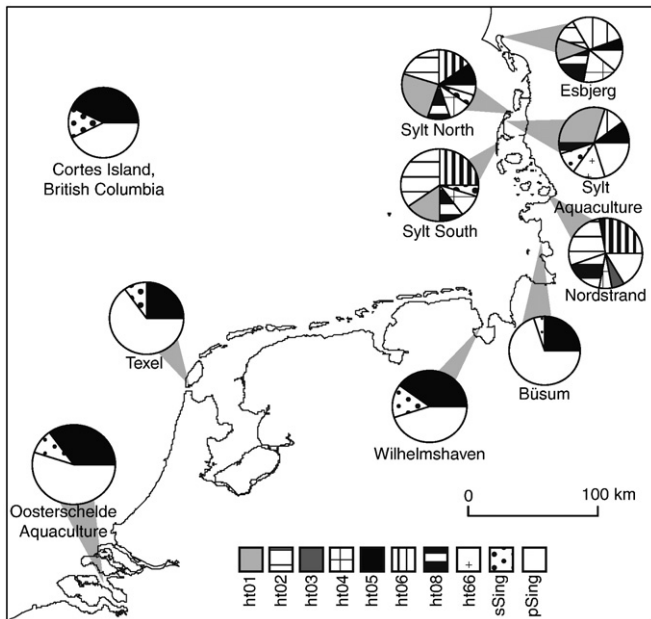 Esbjerg
Sylt North
Cortes Island,
British Columbia
Sylt
Aquaculture
Sylt South
Nordstrand
Texel
Büsum
Wilhelmshaven
Oosterschelde
Aquaculture
0 100 km
ht01 ht02 ht03 ht04 ht05 ht06 ht08 ht66 sSing pSing